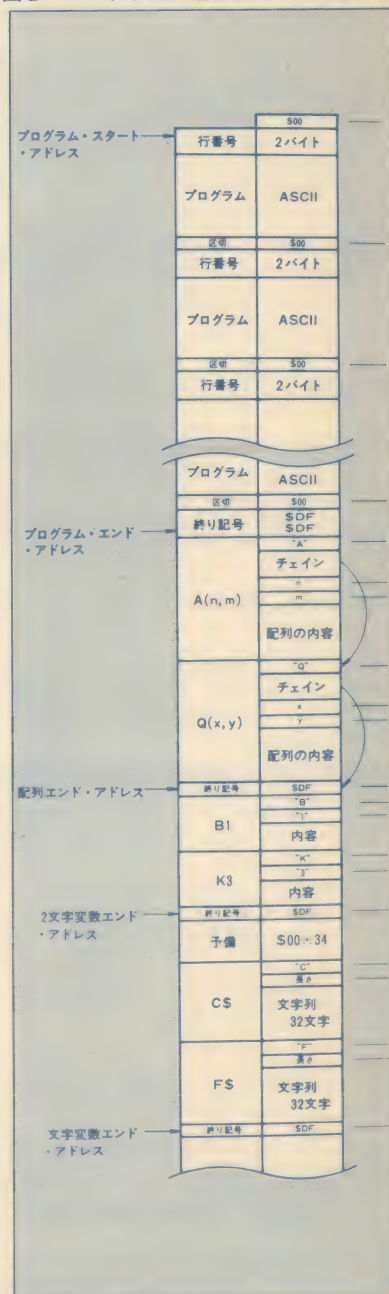 $00
プログラム・スタート
・アドレス
行番号 2バイト
プログラム ASCII
区切 $00
行番号 2バイト
プログラム ASCII
区切 $00
行番号 2バイト
プログラム ASCII
区切 $00
プログラム・エンド
・アドレス
終り記号 $DF
$DF
A(n,m) "A"
チェイン
n
m
配列の内容
Q(x,y) "Q"
チェイン
x
y
配列の内容
配列エンド・アドレス
終り記号 $DF
B1 "B"
"1"
内容
K3 "K"
"3"
内容
2文字変数エンド
・アドレス
終り記号 $DF
予備 $00…34
C$ "C"
長さ
文字列
32文字
F$ "F"
長さ
文字列
32文字
文字変数エンド
・アドレス
終り記号 $DF